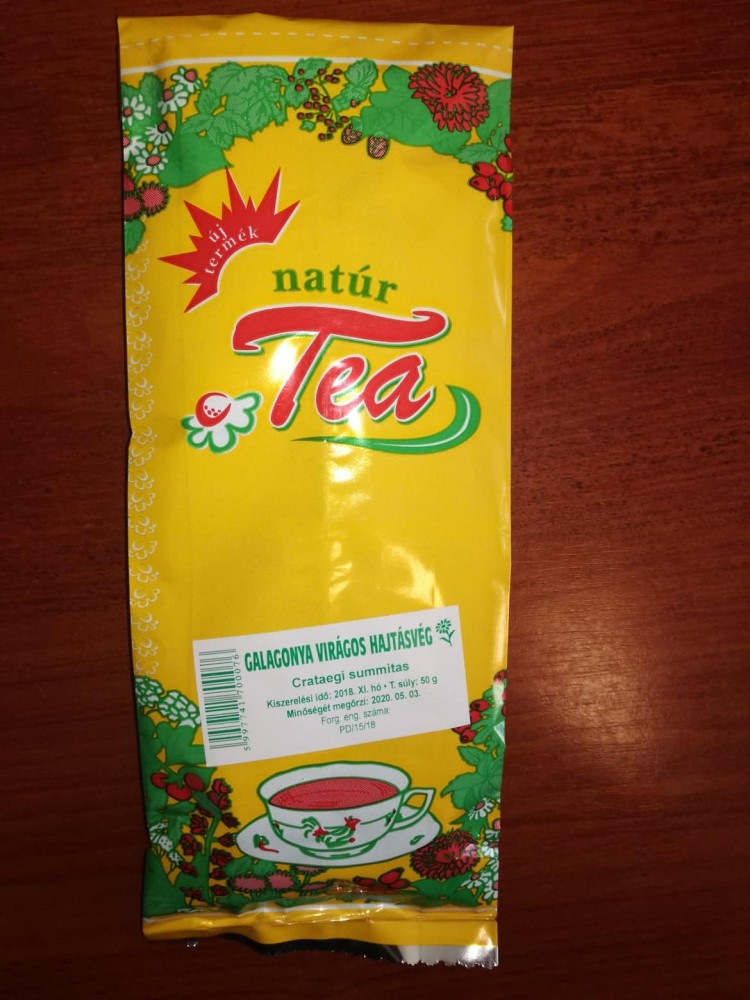 új
termék
natúr
Tea
GALAGONYA VIRÁGOS HAJTÁSVÉG
Crataegi summitas
Kiszerelési idő: 2018. XI. hó • T. súly: 50 g
Minőségét megőrzi: 2020. 05. 03.
Forg. eng. száma:
PD/15/18
5997741700076